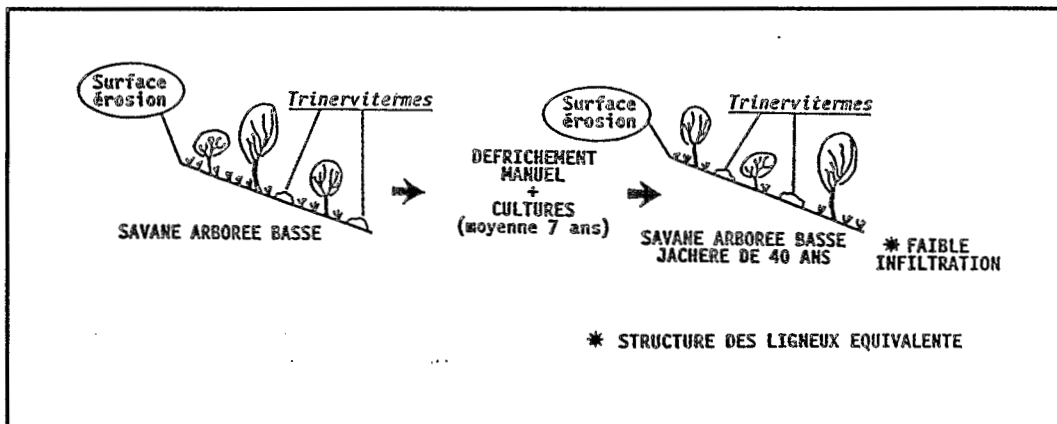 Surface
érosion
Trinervitermes
SAVANE ARBOREE BASSE
DEFRICHEMENT
MANUEL
+
CULTURES
(moyenne 7 ans)
Surface
érosion
Trinervitermes
SAVANE ARBOREE BASSE
JACHERE DE 40 ANS
✷ FAIBLE
INFILTRATION
✷ STRUCTURE DES LIGNEUX EQUIVALENTE